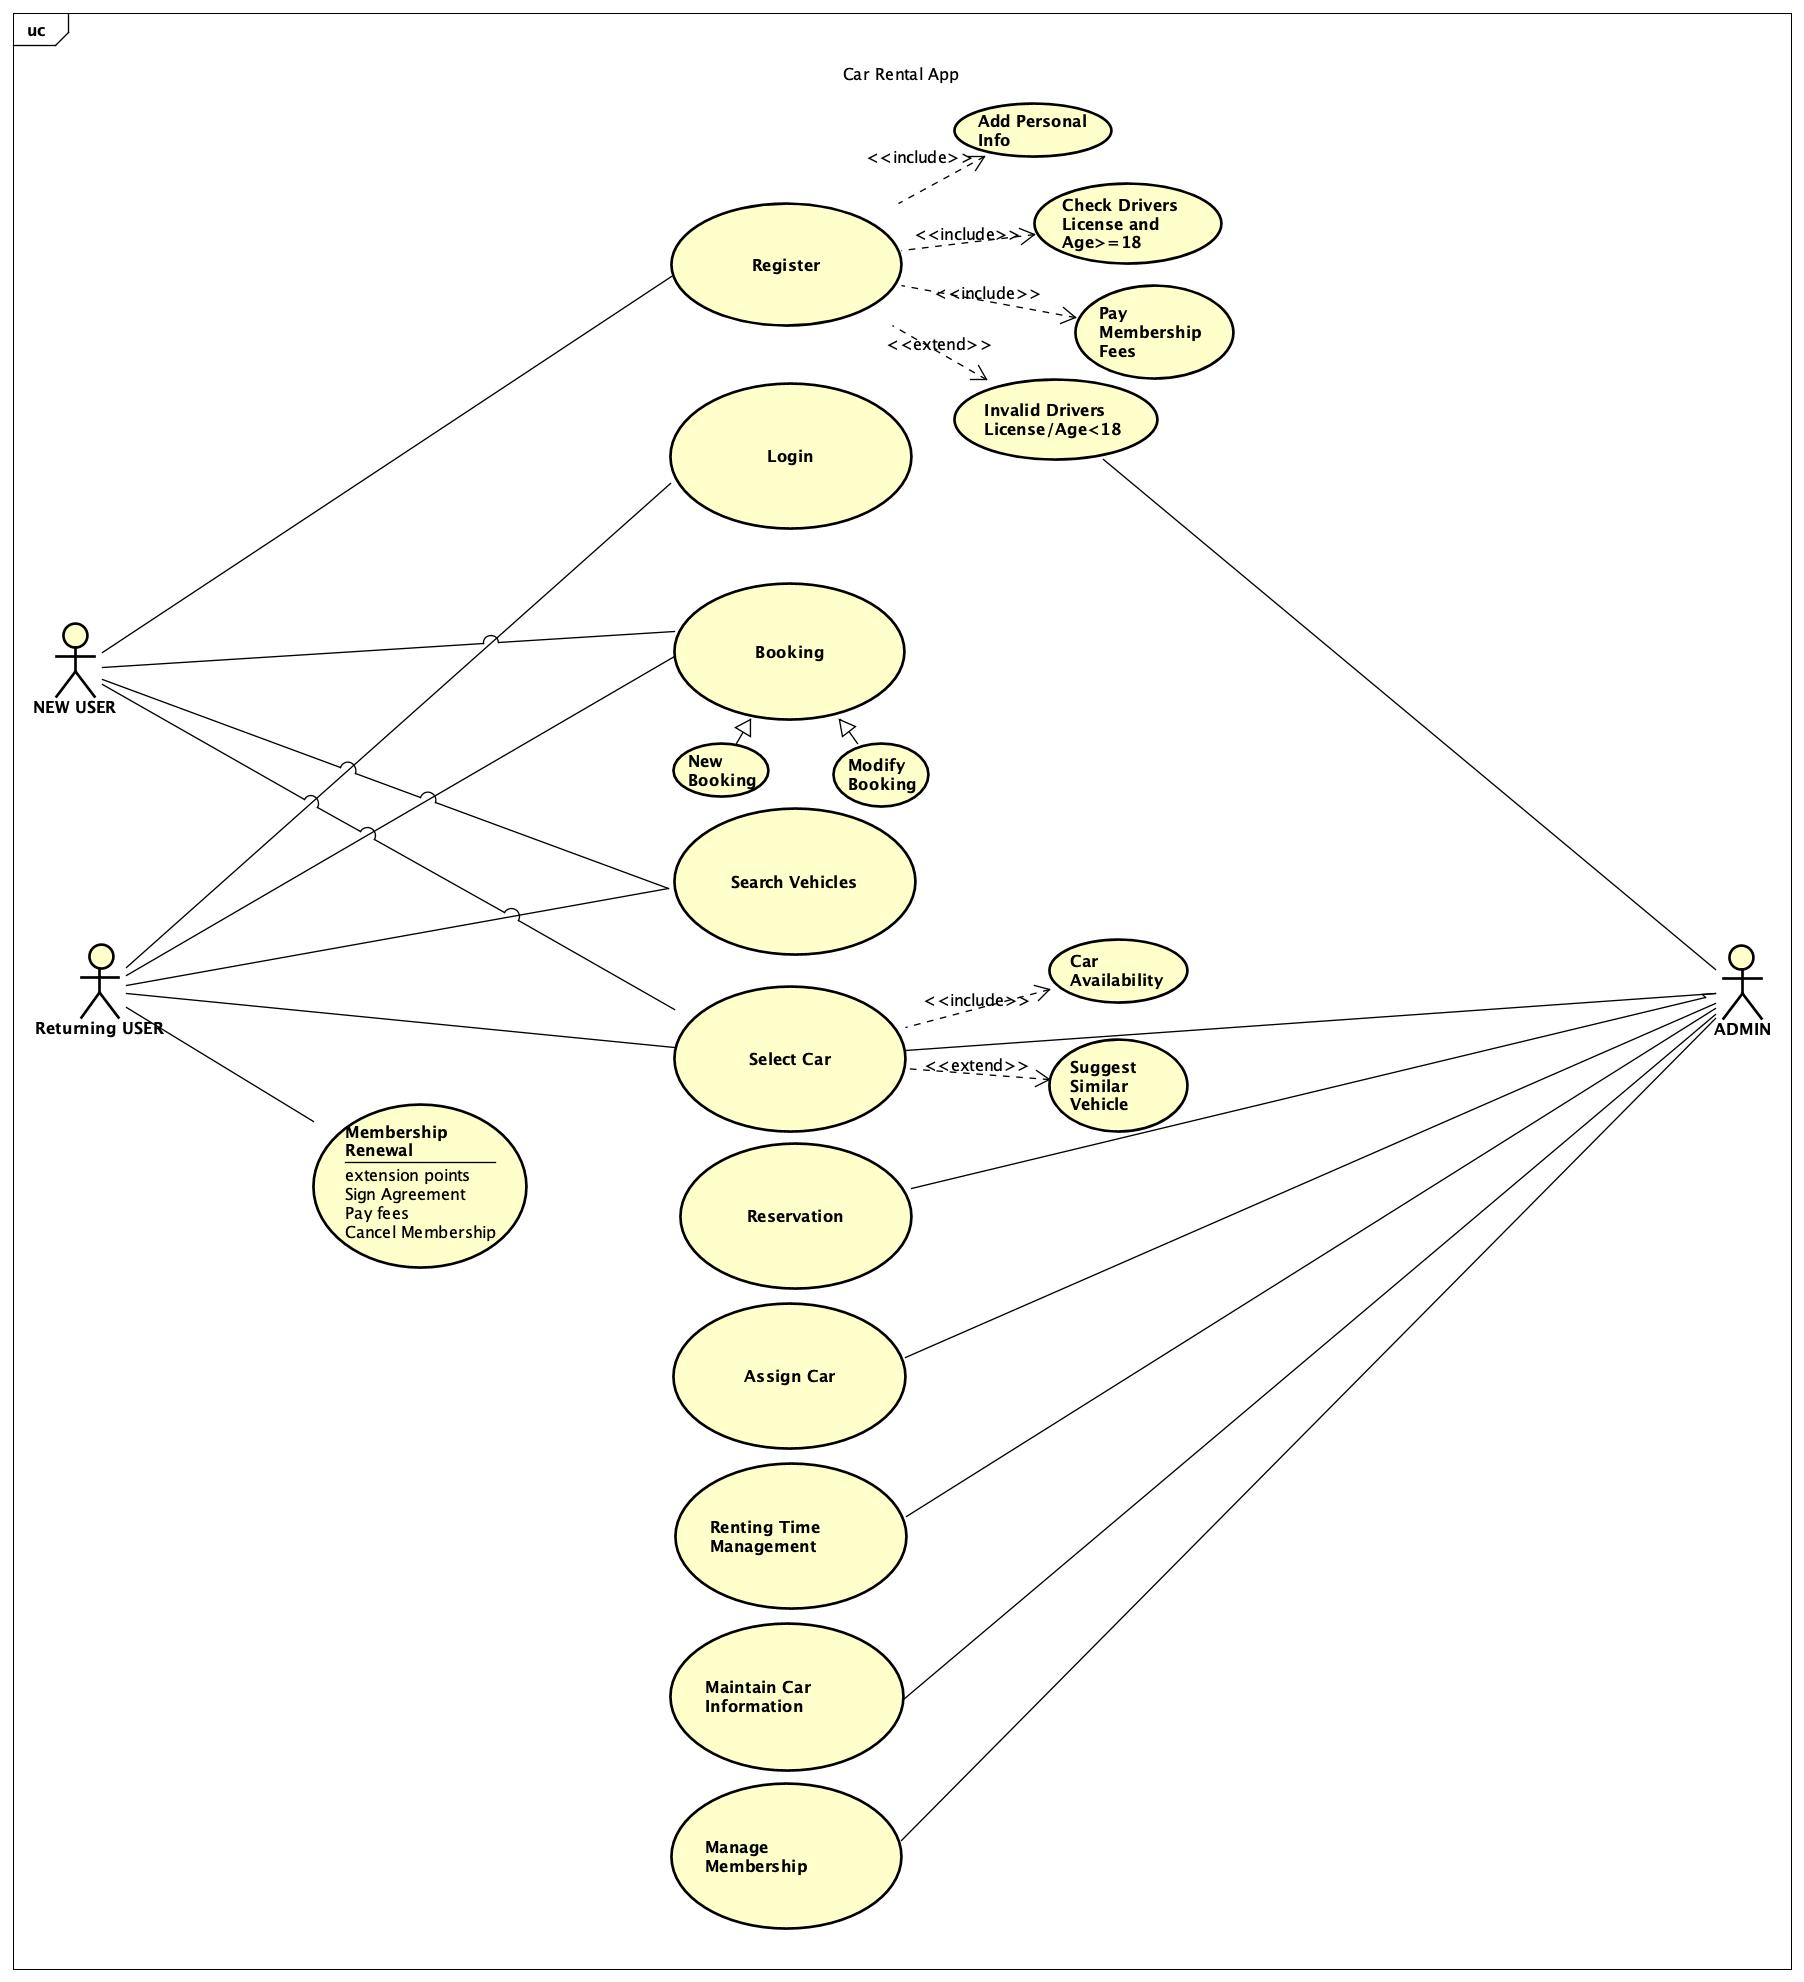 uc
Car Rental App
Add Personal
Info
<<include>>
Check Drivers
License and
Age>=18
<<include>>
Register
<<include>>
Pay
Membership
Fees
<<extend>>
Invalid Drivers
License/Age<18
Login
Booking
NEW USER
New
Booking
Modify
Booking
Search Vehicles
Car
Availability
<<include>>
Returning USER
ADMIN
Select Car
<<extend>>
Suggest
Similar
Vehicle
Membership
Renewal
extension points
Sign Agreement
Pay fees
Cancel Membership
Reservation
Assign Car
Renting Time
Management
Maintain Car
Information
Manage
Membership